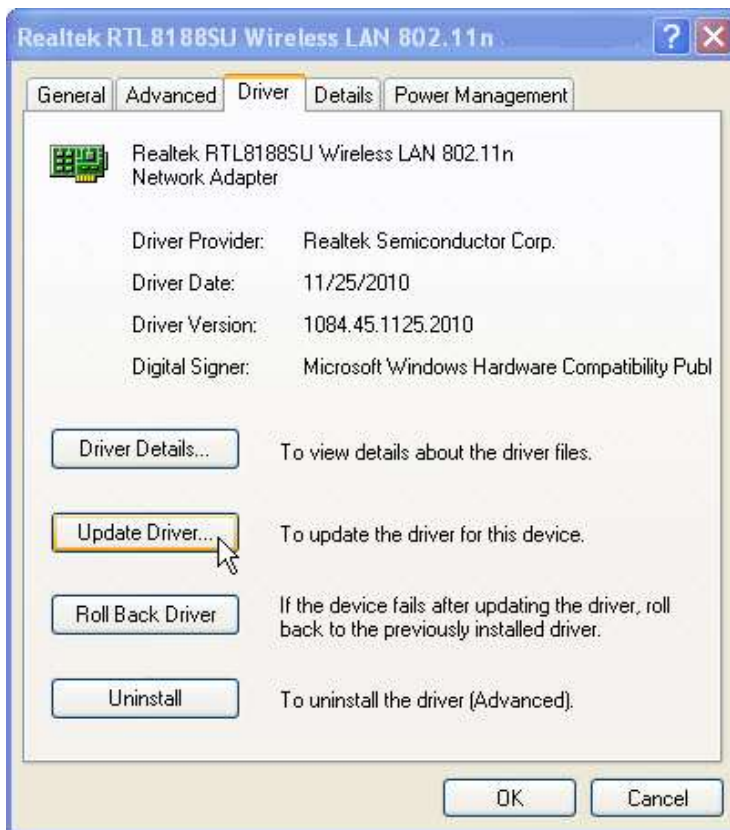 Realtek RTL8188SU Wireless LAN 802.11n
?
General Advanced Driver Details Power Management
Realtek RTL8188SU Wireless LAN 802.11n
Network Adapter
Driver Provider: Realtek Semiconductor Corp.
Driver Date: 11/25/2010
Driver Version: 1084.45.1125.2010
Digital Signer: Microsoft Windows Hardware Compatibility Publ
Driver Details... To view details about the driver files.
Update Driver... To update the driver for this device.
Roll Back Driver If the device fails after updating the driver, roll
back to the previously installed driver.
Uninstall To uninstall the driver (Advanced).
OK Cancel